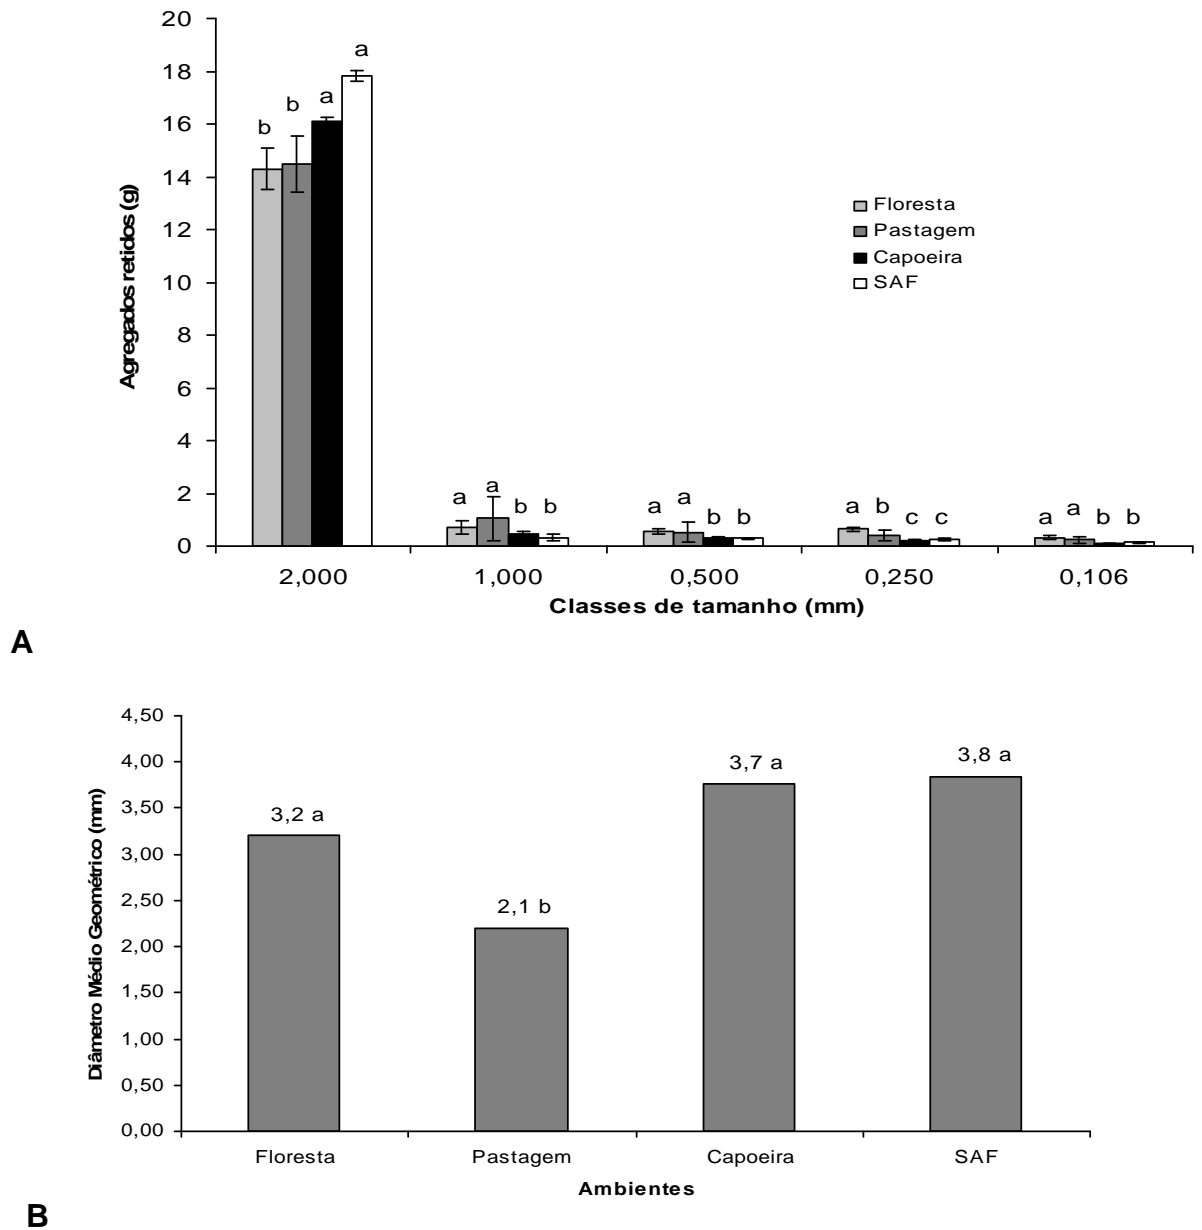 20
18
16
14
12
10
8
6
4
2
0
Agregados retidos (g)
b b a a
a a b b
a a b b
a b c c
a a b b
Floresta
Pastagem
Capoeira
SAF
2,000 1,000 0,500 0,250 0,106
Classes de tamanho (mm)
A
4,50
4,00
3,50
3,00
2,50
2,00
1,50
1,00
0,50
0,00
Diâmetro Médio Geométrico (mm)
3,2 a 2,1 b 3,7 a 3,8 a
Floresta Pastagem Capoeira SAF
Ambientes
B